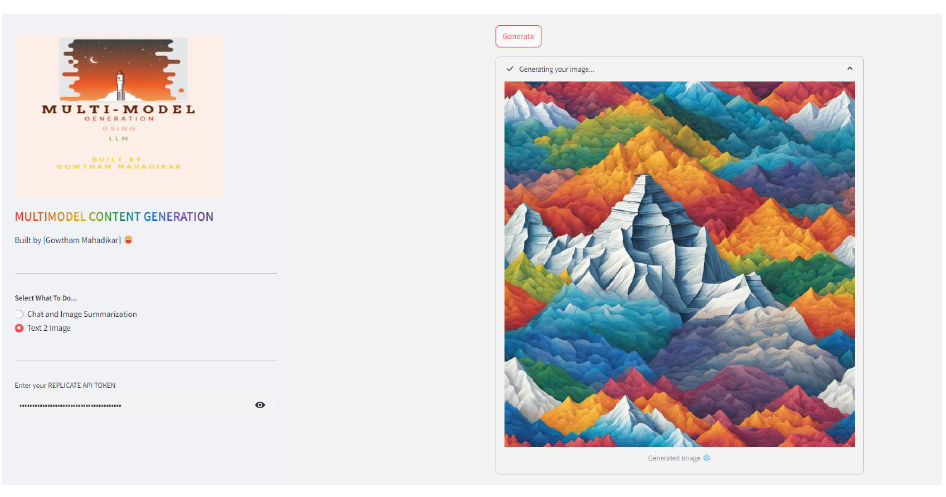 MULTI-MODEL
GENERATION
USING
LLM
BUILT BY
GOWTHAM MAHADIKAR
MULTIMODEL CONTENT GENERATION
Built by [Gowtham Mahadikar]
Select What To Do...
Chat and Image Summarization
Text 2 Image
Enter your REPLICATE API TOKEN
Generate
Generating your image...
Generated Image